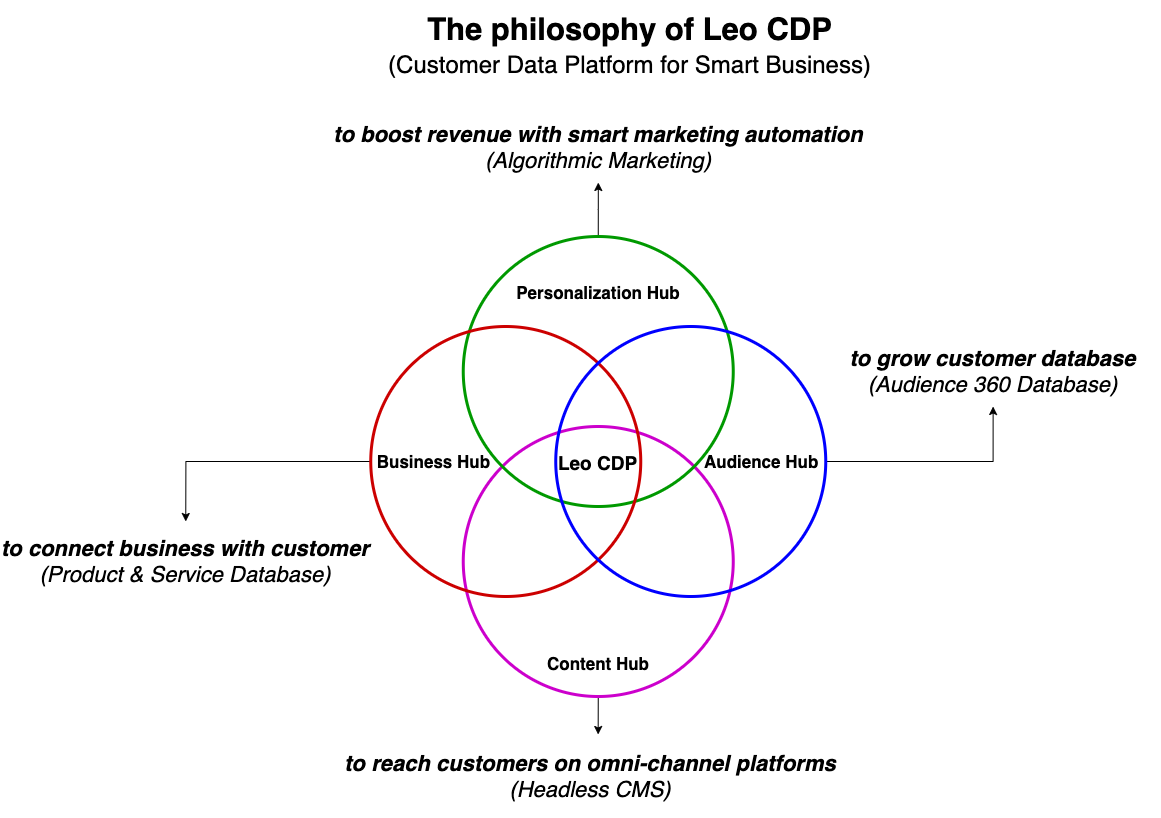 The philosophy of Leo CDP
(Customer Data Platform for Smart Business)
to boost revenue with smart marketing automation
(Algorithmic Marketing)
Personalization Hub
to grow customer database
(Audience 360 Database)
Business Hub
Leo CDP
Audience Hub
to connect business with customer
(Product & Service Database)
Content Hub
to reach customers on omni-channel platforms
(Headless CMS)